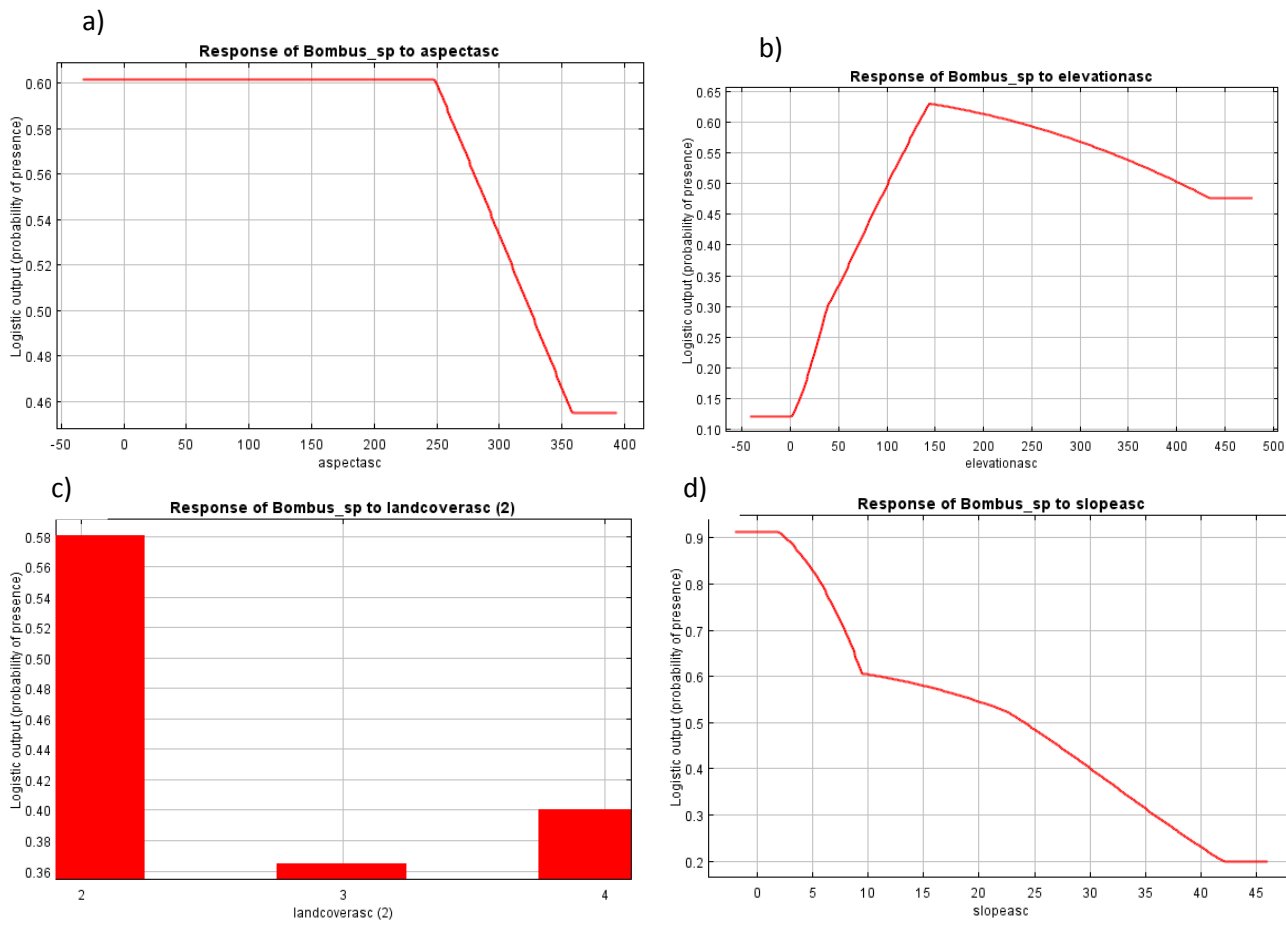 a)
Response of Bombus_sp to aspectasc
Logistic output (probability of presence)
0.60
0.58
0.56
0.54
0.52
0.50
0.48
0.46
-50 0 50 100 150 200 250 300 350 400
aspectasc
b)
Response of Bombus_sp to elevationasc
Logistic output (probability of presence)
0.65
0.60
0.55
0.50
0.45
0.40
0.35
0.30
0.25
0.20
0.15
0.10
-50 0 50 100 150 200 250 300 350 400 450 500
elevationasc
c)
Response of Bombus_sp to landcoverasc (2)
Logistic output (probability of presence)
0.58
0.56
0.54
0.52
0.50
0.48
0.46
0.44
0.42
0.40
0.38
0.36
2 3 4
landcoverasc (2)
d)
Response of Bombus_sp to slopeasc
Logistic output (probability of presence)
0.9
0.8
0.7
0.6
0.5
0.4
0.3
0.2
0 5 10 15 20 25 30 35 40 45
slopeasc